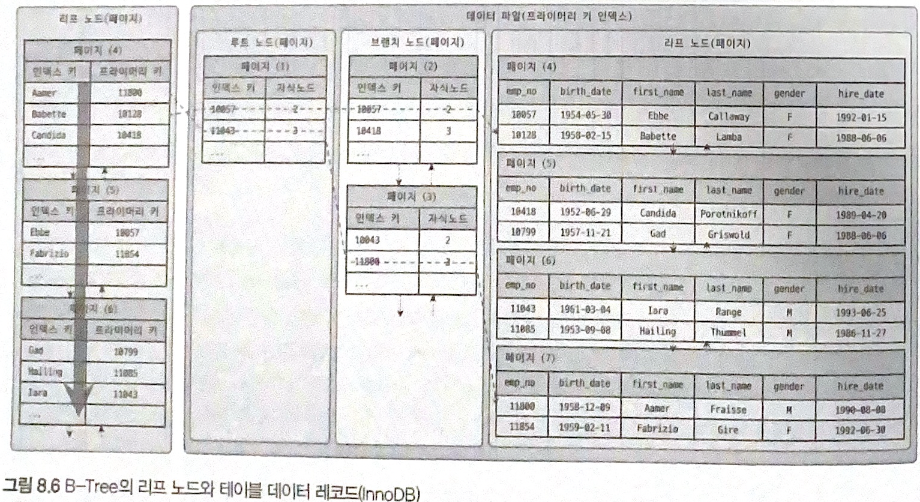 리프 노드(페이지)
페이지 (4)
인덱스 키 프라이머리 키
Aamer 11800
Babette 10128
Candida 10418
...
페이지 (5)
인덱스 키 프라이머리 키
Ebbe 10057
Fabrizio 11854
...
페이지 (6)
인덱스 키 프라이머리 키
Gad 10799
Hailing 11085
Iara 11043
...
데이터 파일(프라이머리 키 인덱스)
루트 노드(페이지)
페이지 (1)
인덱스 키 자식노드
10057 2
11043 3
...
브랜치 노드(페이지)
페이지 (2)
인덱스 키 자식노드
10057 2
10418 3
...
페이지 (3)
인덱스 키 자식노드
10043 2
11800 3
...
리프 노드(페이지)
페이지 (4)
emp_no birth_date first_name last_name gender hire_date
10057 1954-05-30 Ebbe Callaway F 1992-01-15
10128 1958-02-15 Babette Lamba F 1988-06-06
페이지 (5)
emp_no birth_date first_name last_name gender hire_date
10418 1952-06-29 Candida Porotnikoff F 1989-04-20
10799 1957-11-21 Gad Griswold F 1988-06-06
페이지 (6)
emp_no birth_date first_name last_name gender hire_date
11043 1961-03-04 Iara Range M 1993-06-25
11085 1953-09-08 Hailing Thummel M 1986-11-27
페이지 (7)
emp_no birth_date first_name last_name gender hire_date
11800 1958-12-09 Aamer Fraisse M 1990-08-08
11854 1959-02-11 Fabrizio Gire F 1992-06-30
그림 8.6 B-Tree의 리프 노드와 테이블 데이터 레코드(InnoDB)